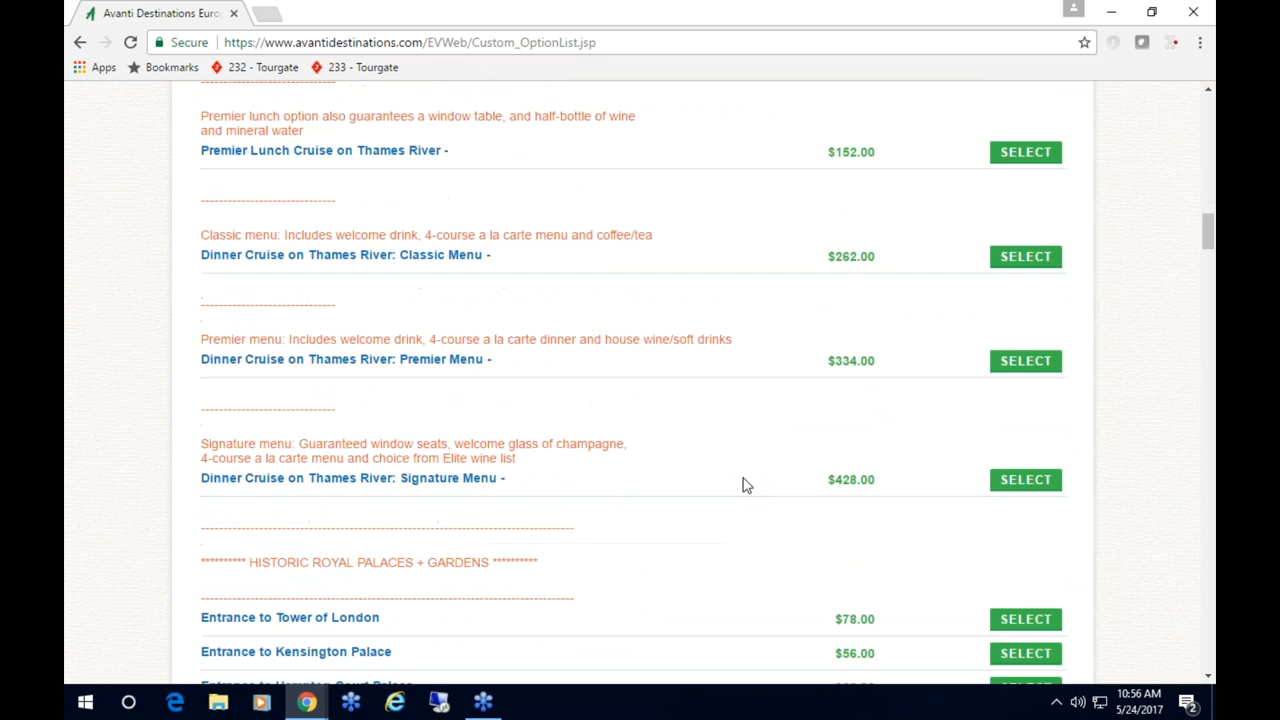 Avanti Destinations Euro
Secure https://www.avantidestinations.com/EVWeb/Custom_OptionList.jsp
Apps Bookmarks 232 - Tourgate 233 - Tourgate
------------------------------
Premier lunch option also guarantees a window table, and half-bottle of wine
and mineral water
Premier Lunch Cruise on Thames River - $152.00 SELECT
------------------------------
Classic menu: Includes welcome drink, 4-course a la carte menu and coffee/tea
Dinner Cruise on Thames River: Classic Menu - $262.00 SELECT
------------------------------
Premier menu: Includes welcome drink, 4-course a la carte dinner and house wine/soft drinks
Dinner Cruise on Thames River: Premier Menu - $334.00 SELECT
------------------------------
Signature menu: Guaranteed window seats, welcome glass of champagne,
4-course a la carte menu and choice from Elite wine list
Dinner Cruise on Thames River: Signature Menu - $428.00 SELECT
--------------------------------------------------------------------------------
********** HISTORIC ROYAL PALACES + GARDENS **********
--------------------------------------------------------------------------------
Entrance to Tower of London $78.00 SELECT
Entrance to Kensington Palace $56.00 SELECT
Entrance to Hampton Court Palace
10:56 AM
5/24/2017
2